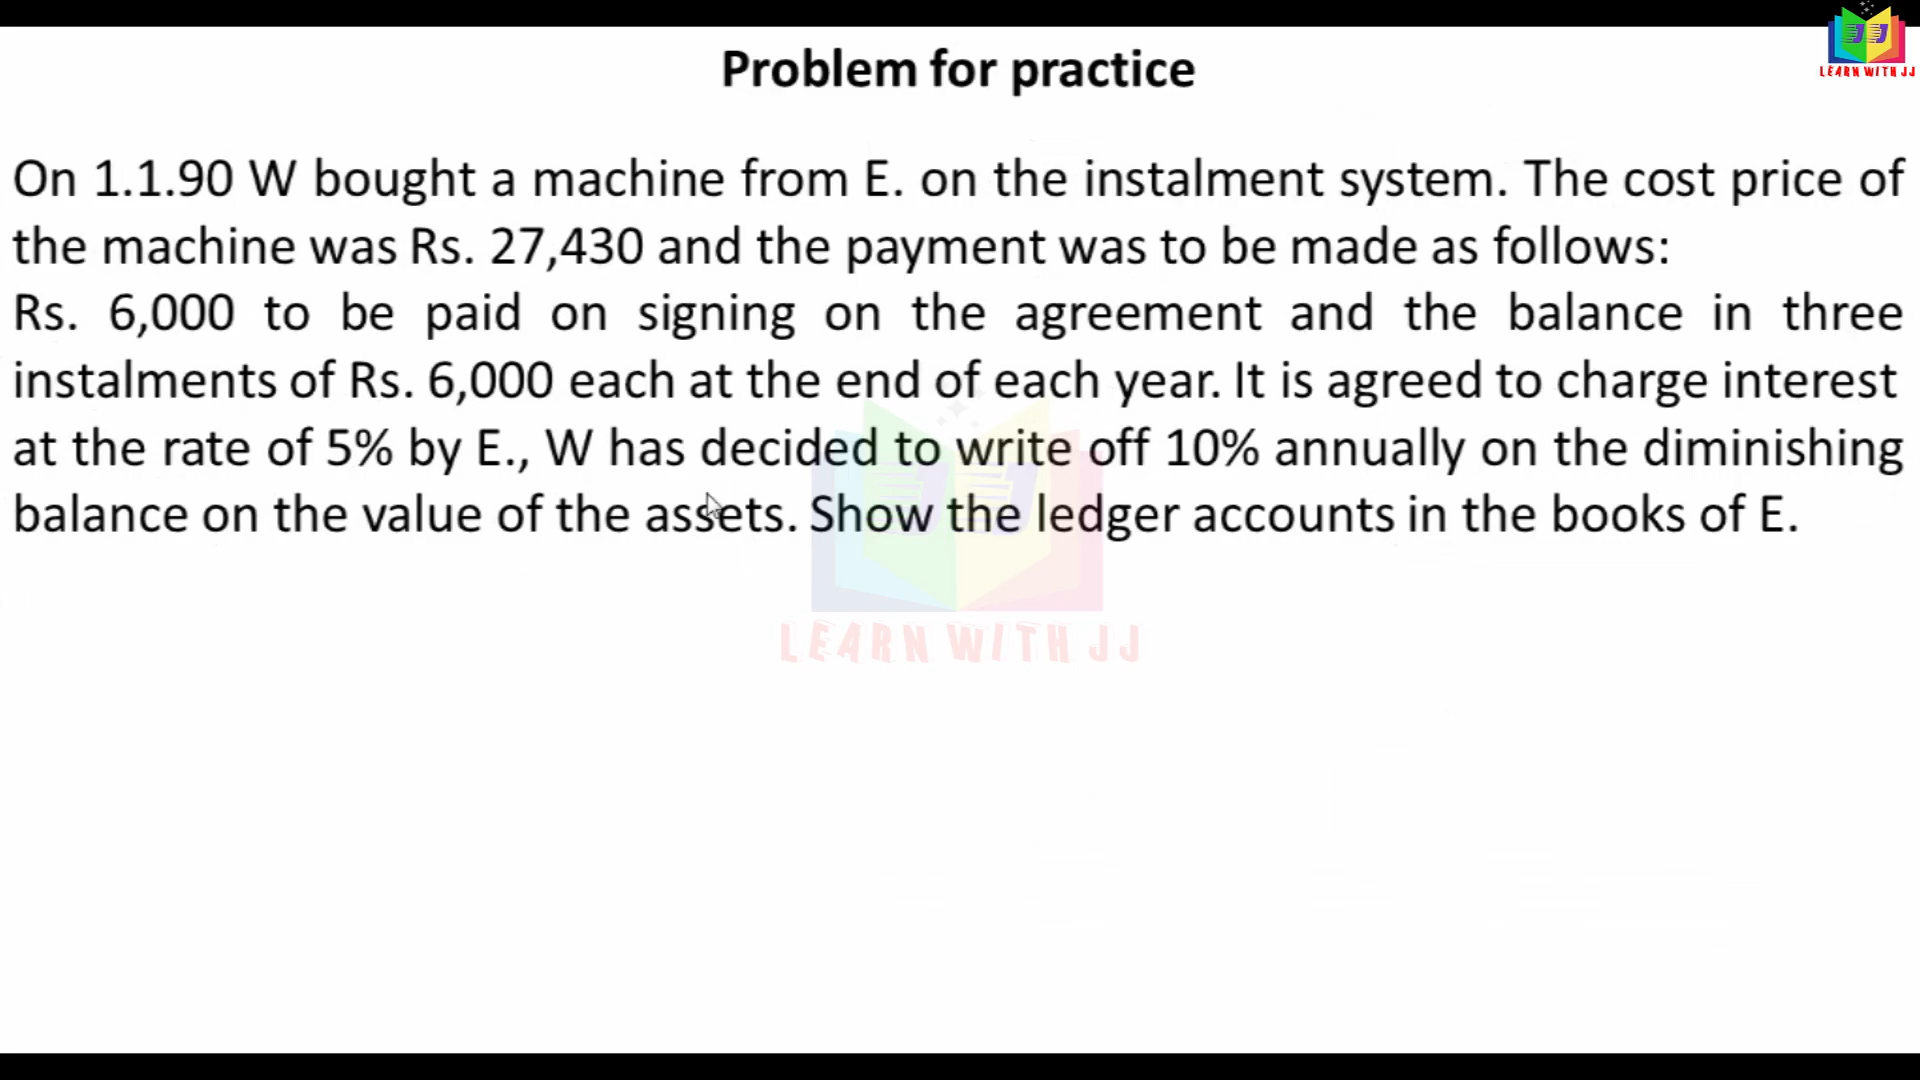 LEARN WITH JJ
Problem for practice
On 1.1.90 W bought a machine from E. on the instalment system. The cost price of
the machine was Rs. 27,430 and the payment was to be made as follows:
Rs. 6,000 to be paid on signing on the agreement and the balance in three
instalments of Rs. 6,000 each at the end of each year. It is agreed to charge interest
at the rate of 5% by E., W has decided to write off 10% annually on the diminishing
balance on the value of the assets. Show the ledger accounts in the books of E.
LEARN WITH JJ